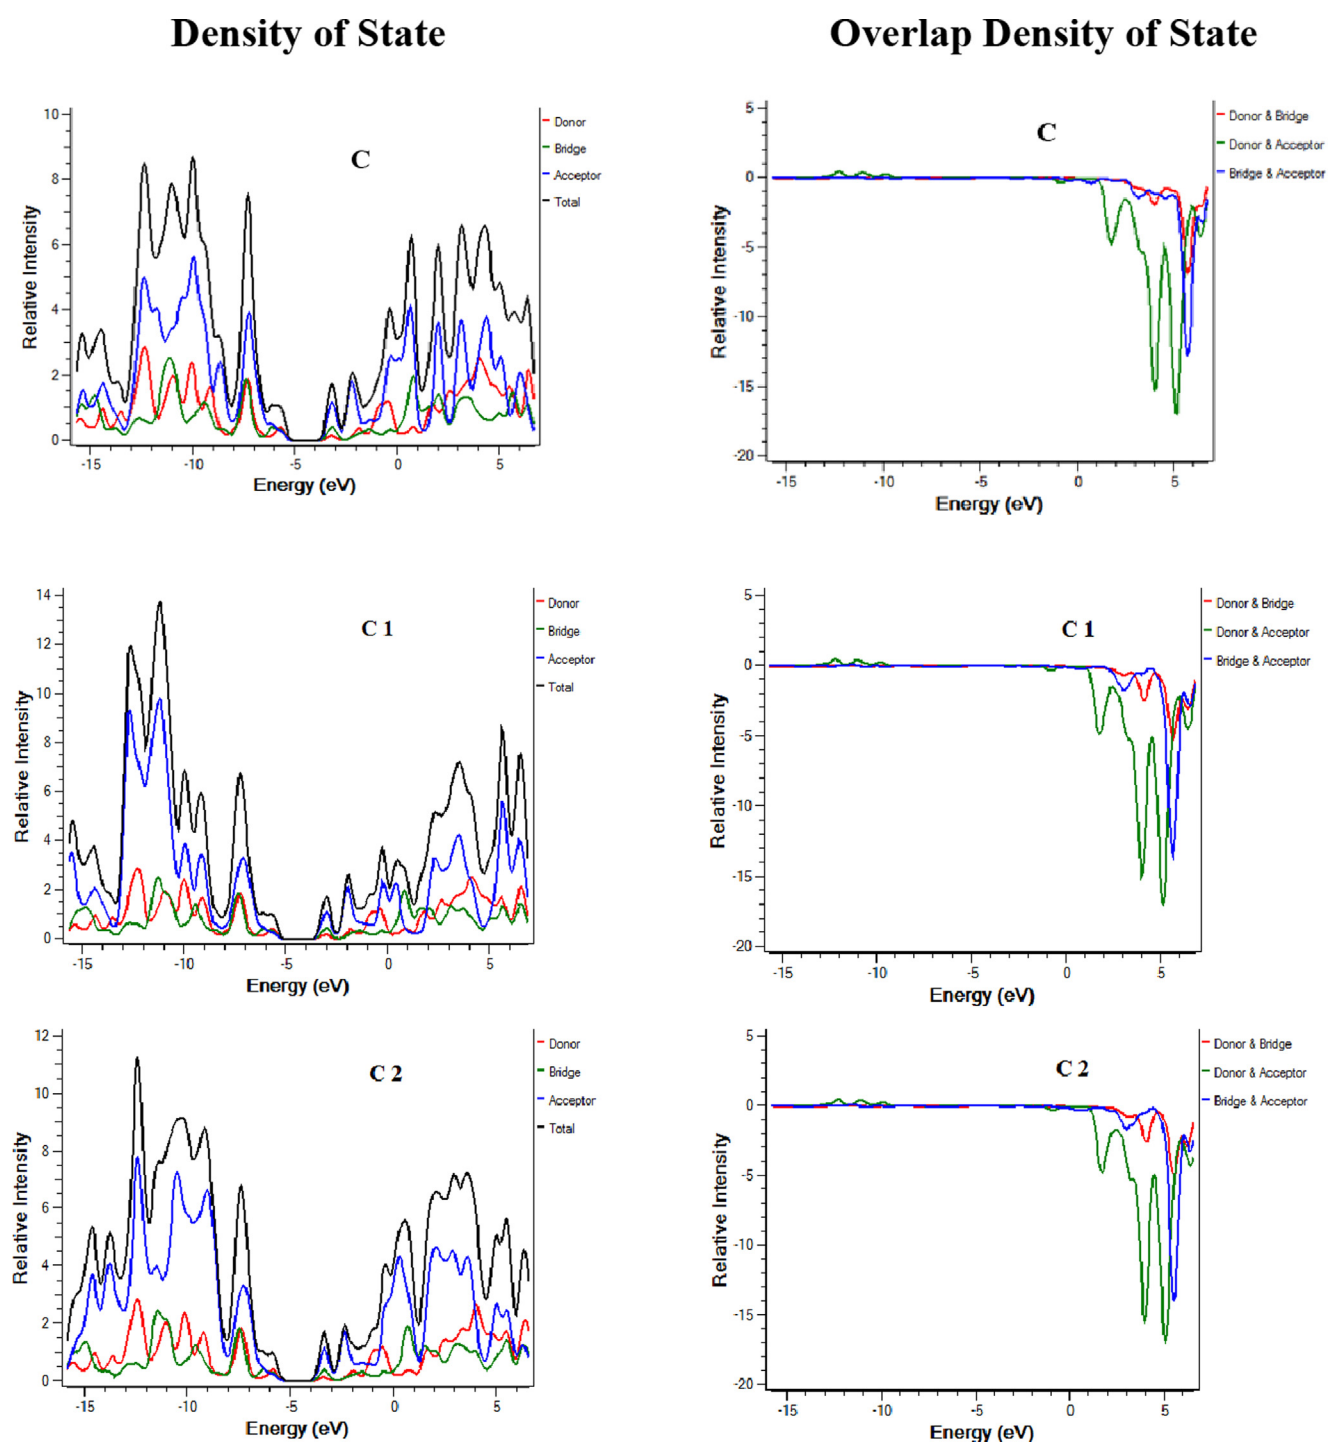 Density of State
Overlap Density of State
C
Donor
Bridge
Acceptor
Total
10
8
6
4
2
0
Relative Intensity
-15
-10
-5
0
5
Energy (eV)
C
Donor & Bridge
Donor & Acceptor
Bridge & Acceptor
5
0
-5
-10
-15
-20
Relative Intensity
-15
-10
-5
0
5
Energy (eV)
C 1
Donor
Bridge
Acceptor
Total
14
12
10
8
6
4
2
0
Relative Intensity
-15
-10
-5
0
5
Energy (eV)
C 1
Donor & Bridge
Donor & Acceptor
Bridge & Acceptor
5
0
-5
-10
-15
-20
Relative Intensity
-15
-10
-5
0
5
Energy (eV)
C 2
Donor
Bridge
Acceptor
Total
12
10
8
6
4
2
0
Relative Intensity
-15
-10
-5
0
5
Energy (eV)
C 2
Donor & Bridge
Donor & Acceptor
Bridge & Acceptor
5
0
-5
-10
-15
-20
Relative Intensity
-15
-10
-5
0
5
Energy (eV)